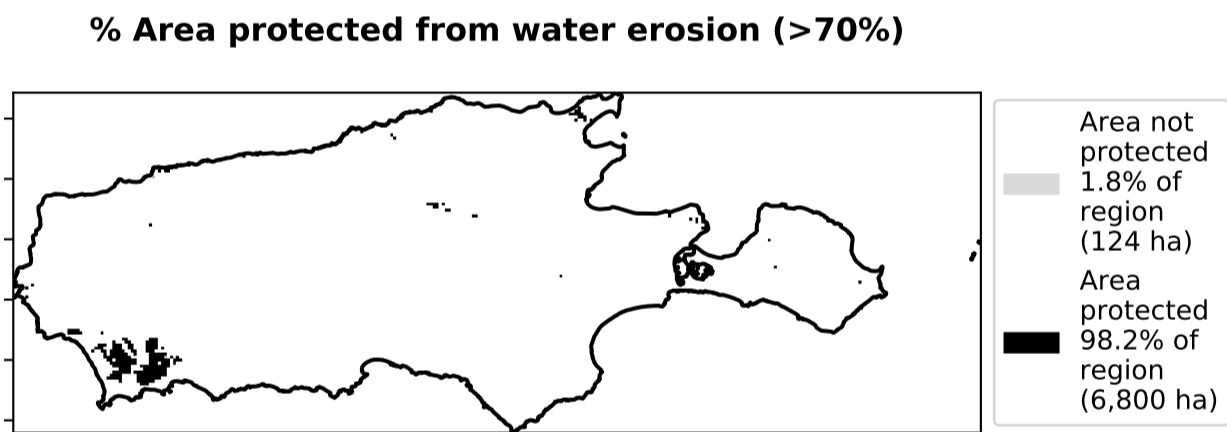 % Area protected from water erosion (>70%)
Area not
protected
1.8% of
region
(124 ha)
Area
protected
98.2% of
region
(6,800 ha)